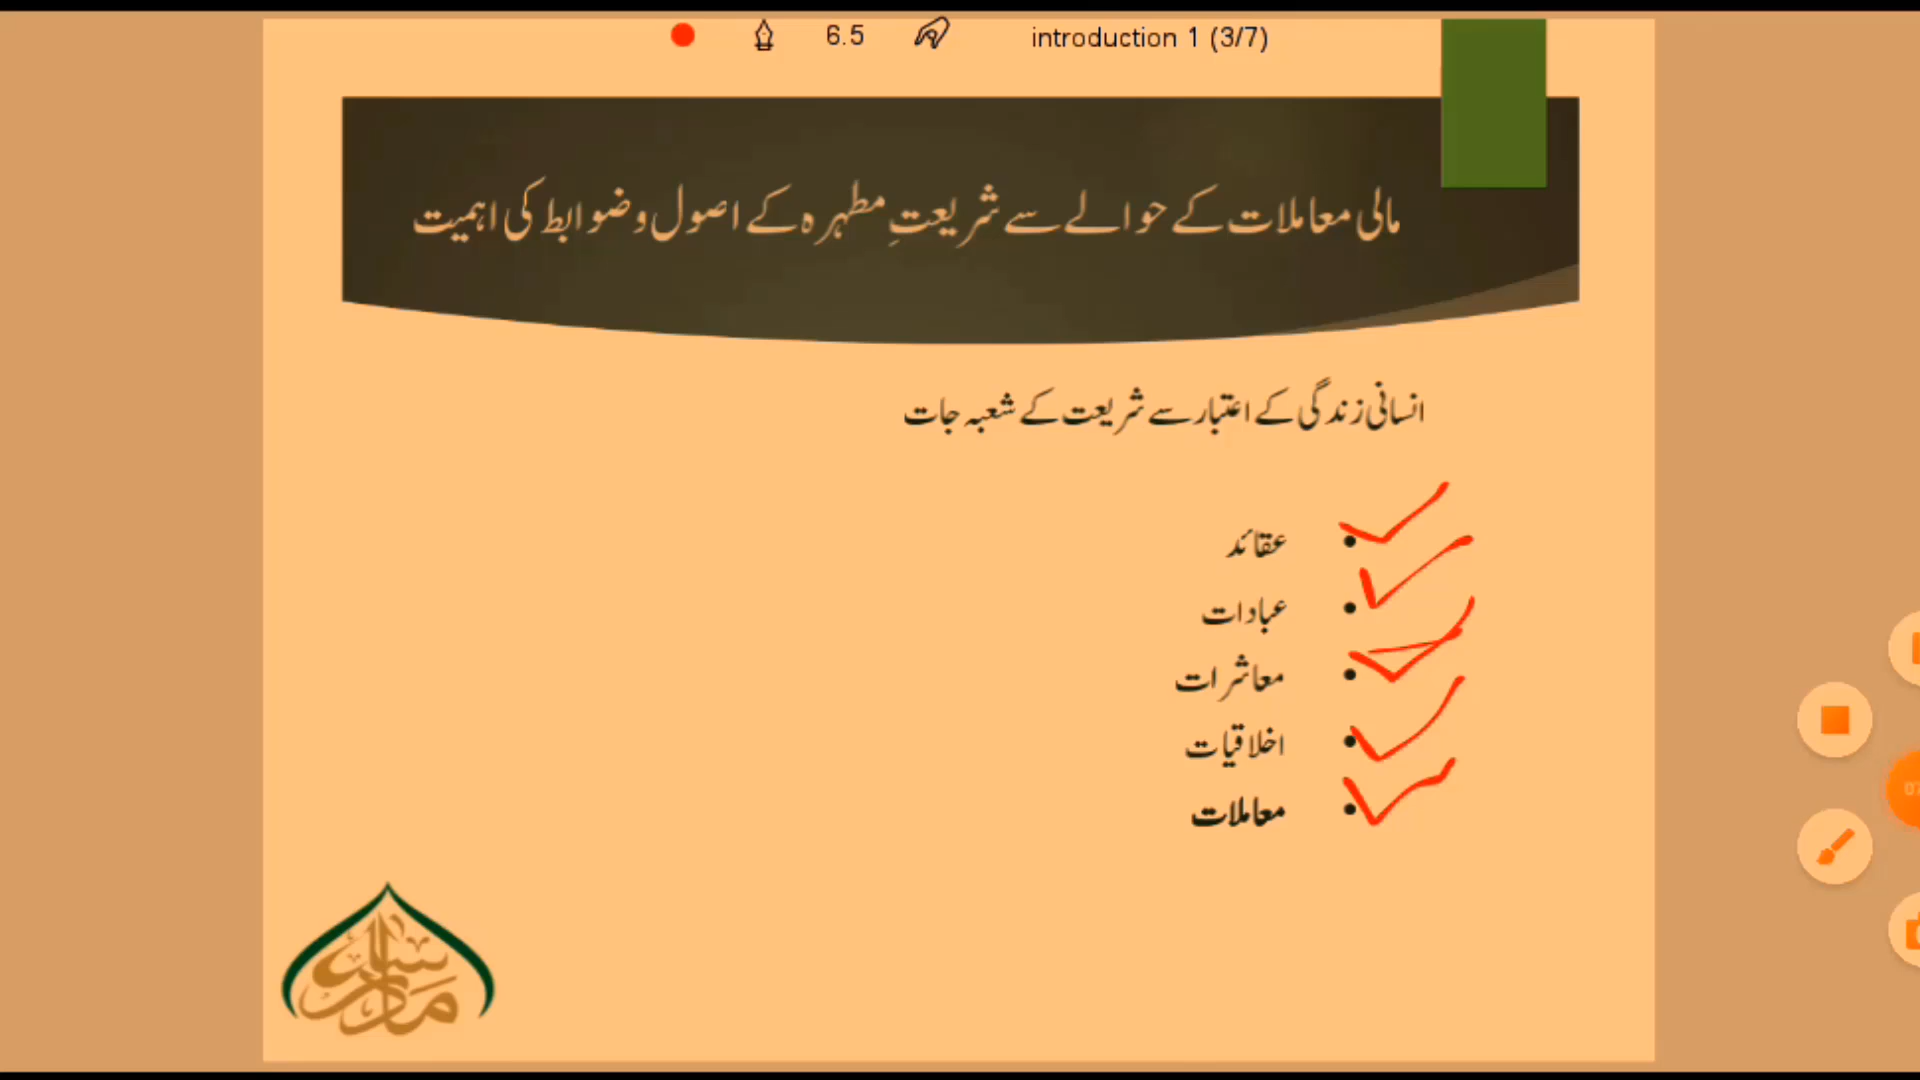 6.5 introduction 1 (3/7)
مالی معاملات کے حوالے سے شریعتِ مطہرہ کے اصول و ضوابط کی اہمیت
انسانی زندگی کے اعتبار سے شریعت کے شعبہ جات
• عقائد
• عبادات
• معاشرات
• اخلاقیات
• معاملات